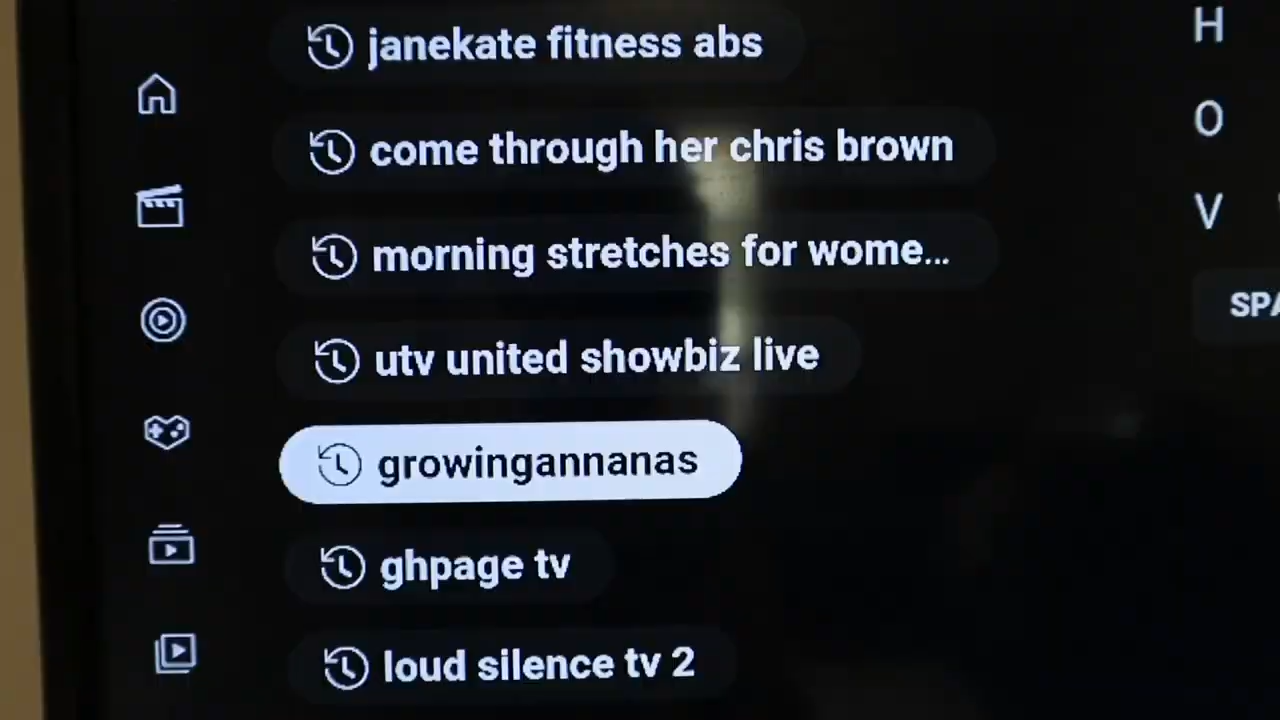 janekate fitness abs
come through her chris brown
morning stretches for wome...
utv united showbiz live
growingannanas
ghpage tv
loud silence tv 2
H
O
V